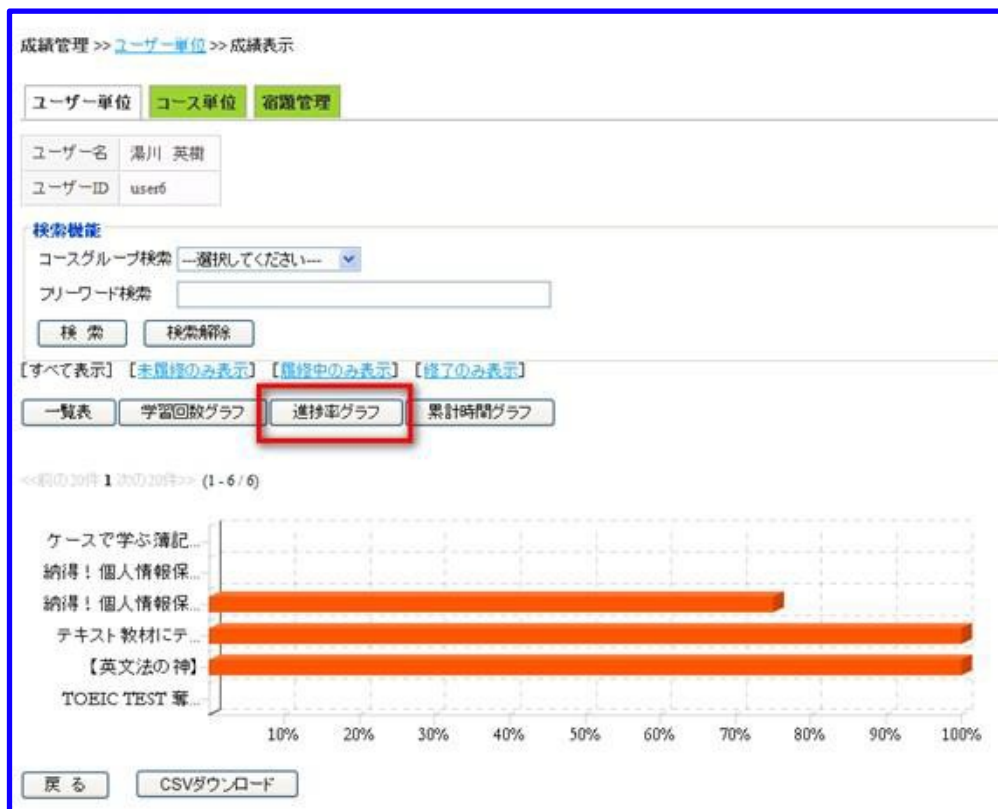 成績管理 >> ユーザー単位 >> 成績表示
ユーザー単位 コース単位 宿題管理
ユーザー名 湯川 英樹
ユーザーID user6
検索機能
コースグループ検索 ---選択してください---
フリーワード検索
検 索 検索解除
[すべて表示] [未履修のみ表示] [履修中のみ表示] [修了のみ表示]
一覧表 学習回数グラフ 進捗率グラフ 累計時間グラフ
<<前の20件 1 次の20件>> (1 - 6 / 6)
ケースで学ぶ簿記...
納得！個人情報保...
納得！個人情報保...
テキスト教材にテ...
【英文法の神】
TOEIC TEST 奪...
10% 20% 30% 40% 50% 60% 70% 80% 90% 100%
戻 る CSVダウンロード